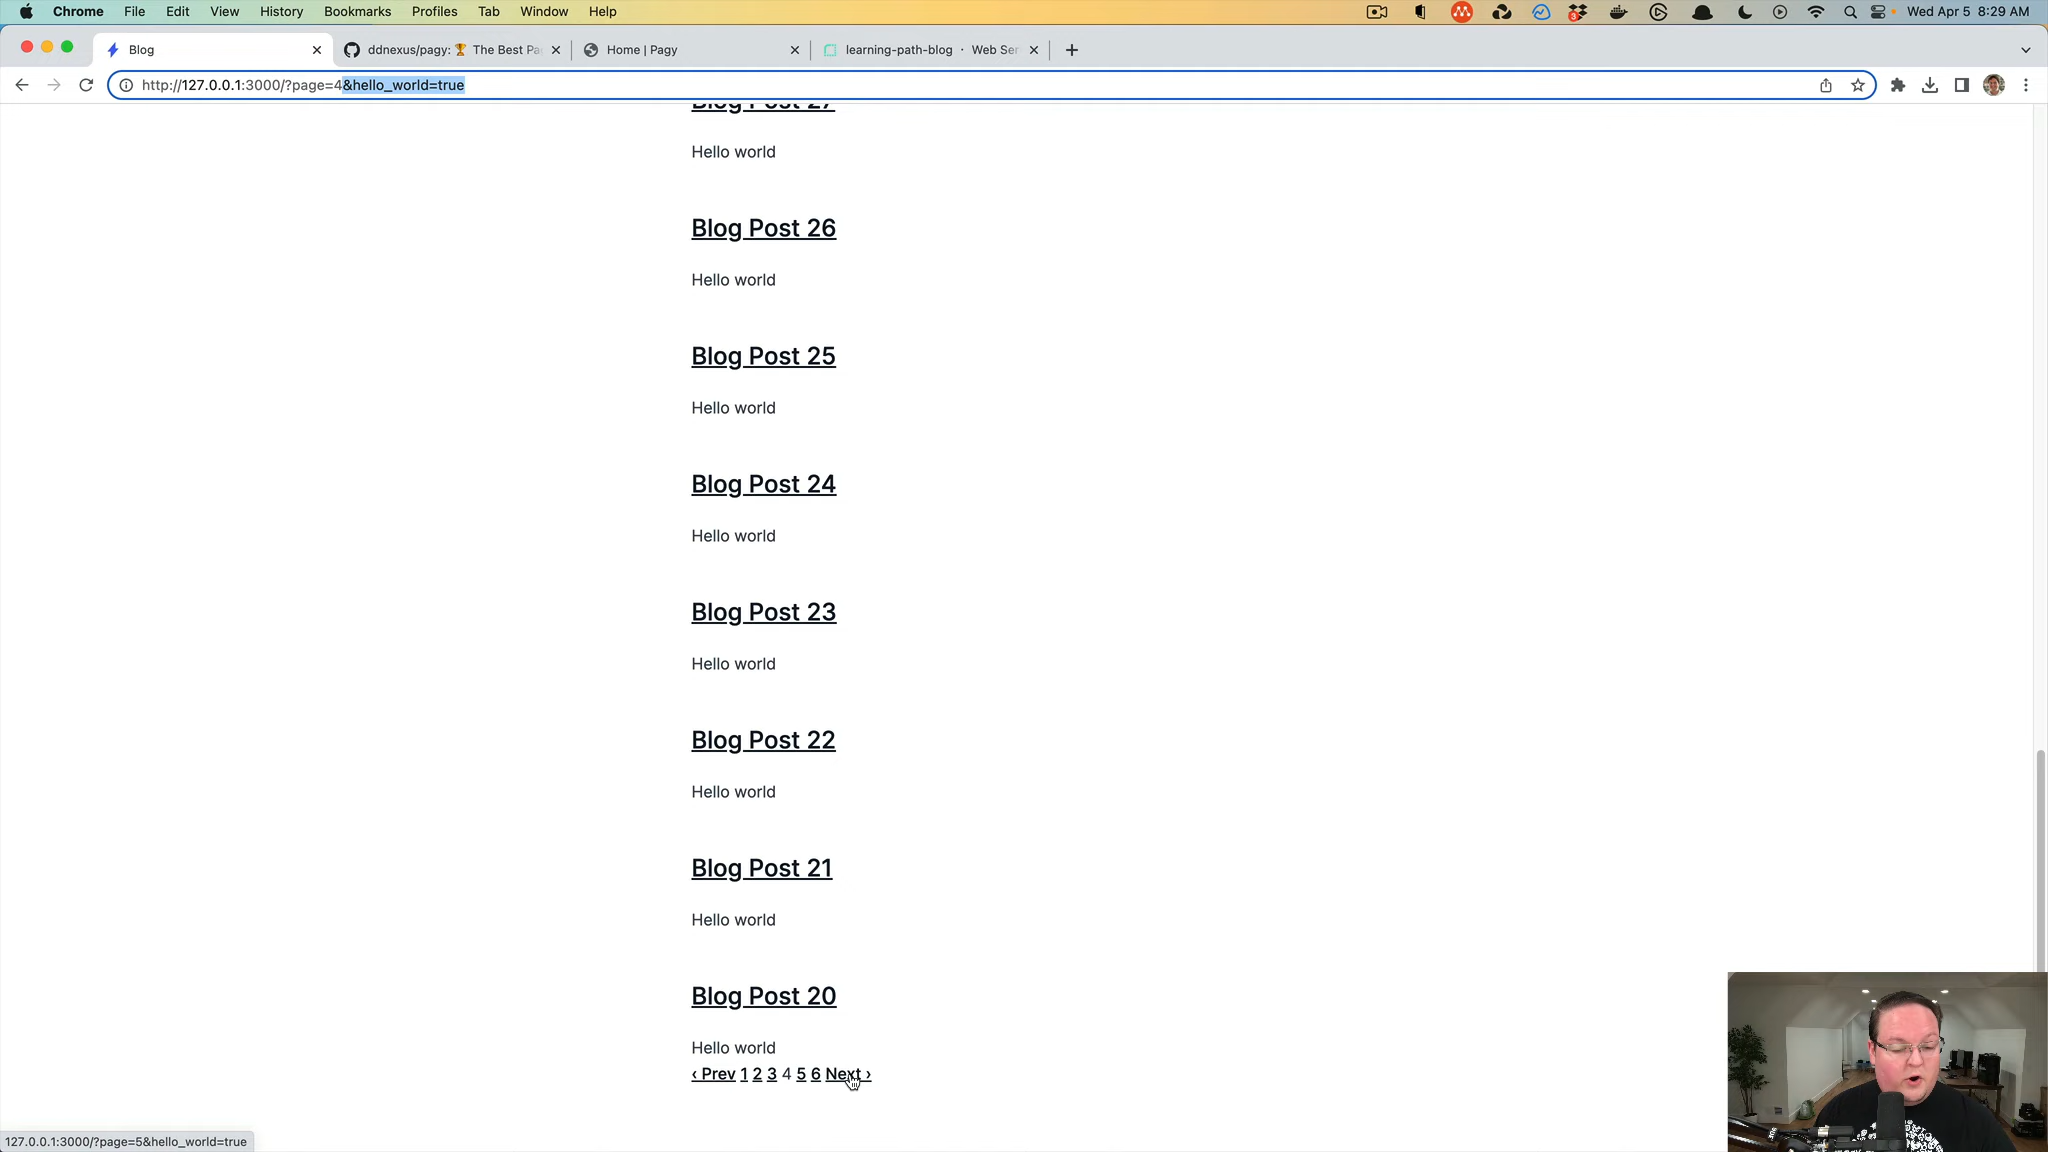 Chrome File Edit View History Bookmarks Profiles Tab Window Help
3
Wed Apr 5 8:29 AM
Blog
ddnexus/pagy: 🏆 The Best Pa
Home | Pagy
learning-path-blog · Web Ser
http://127.0.0.1:3000/?page=4&hello_world=true
Blog Post 27
Hello world
Blog Post 26
Hello world
Blog Post 25
Hello world
Blog Post 24
Hello world
Blog Post 23
Hello world
Blog Post 22
Hello world
Blog Post 21
Hello world
Blog Post 20
Hello world
‹ Prev 1 2 3 4 5 6 Next ›
127.0.0.1:3000/?page=5&hello_world=true